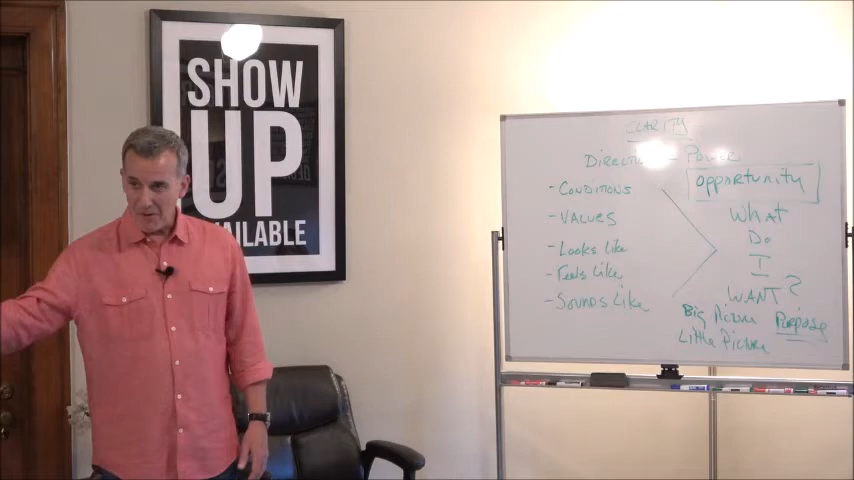 SHOW
UP
AVAILABLE
CLARITY
DIRECTION - POWER
- CONDITIONS
- VALUES
- Looks Like
- Feels Like
- Sounds Like
Opportunity
WHAT
Do
I
WANT?
Big Picture Purpose
Little Picture